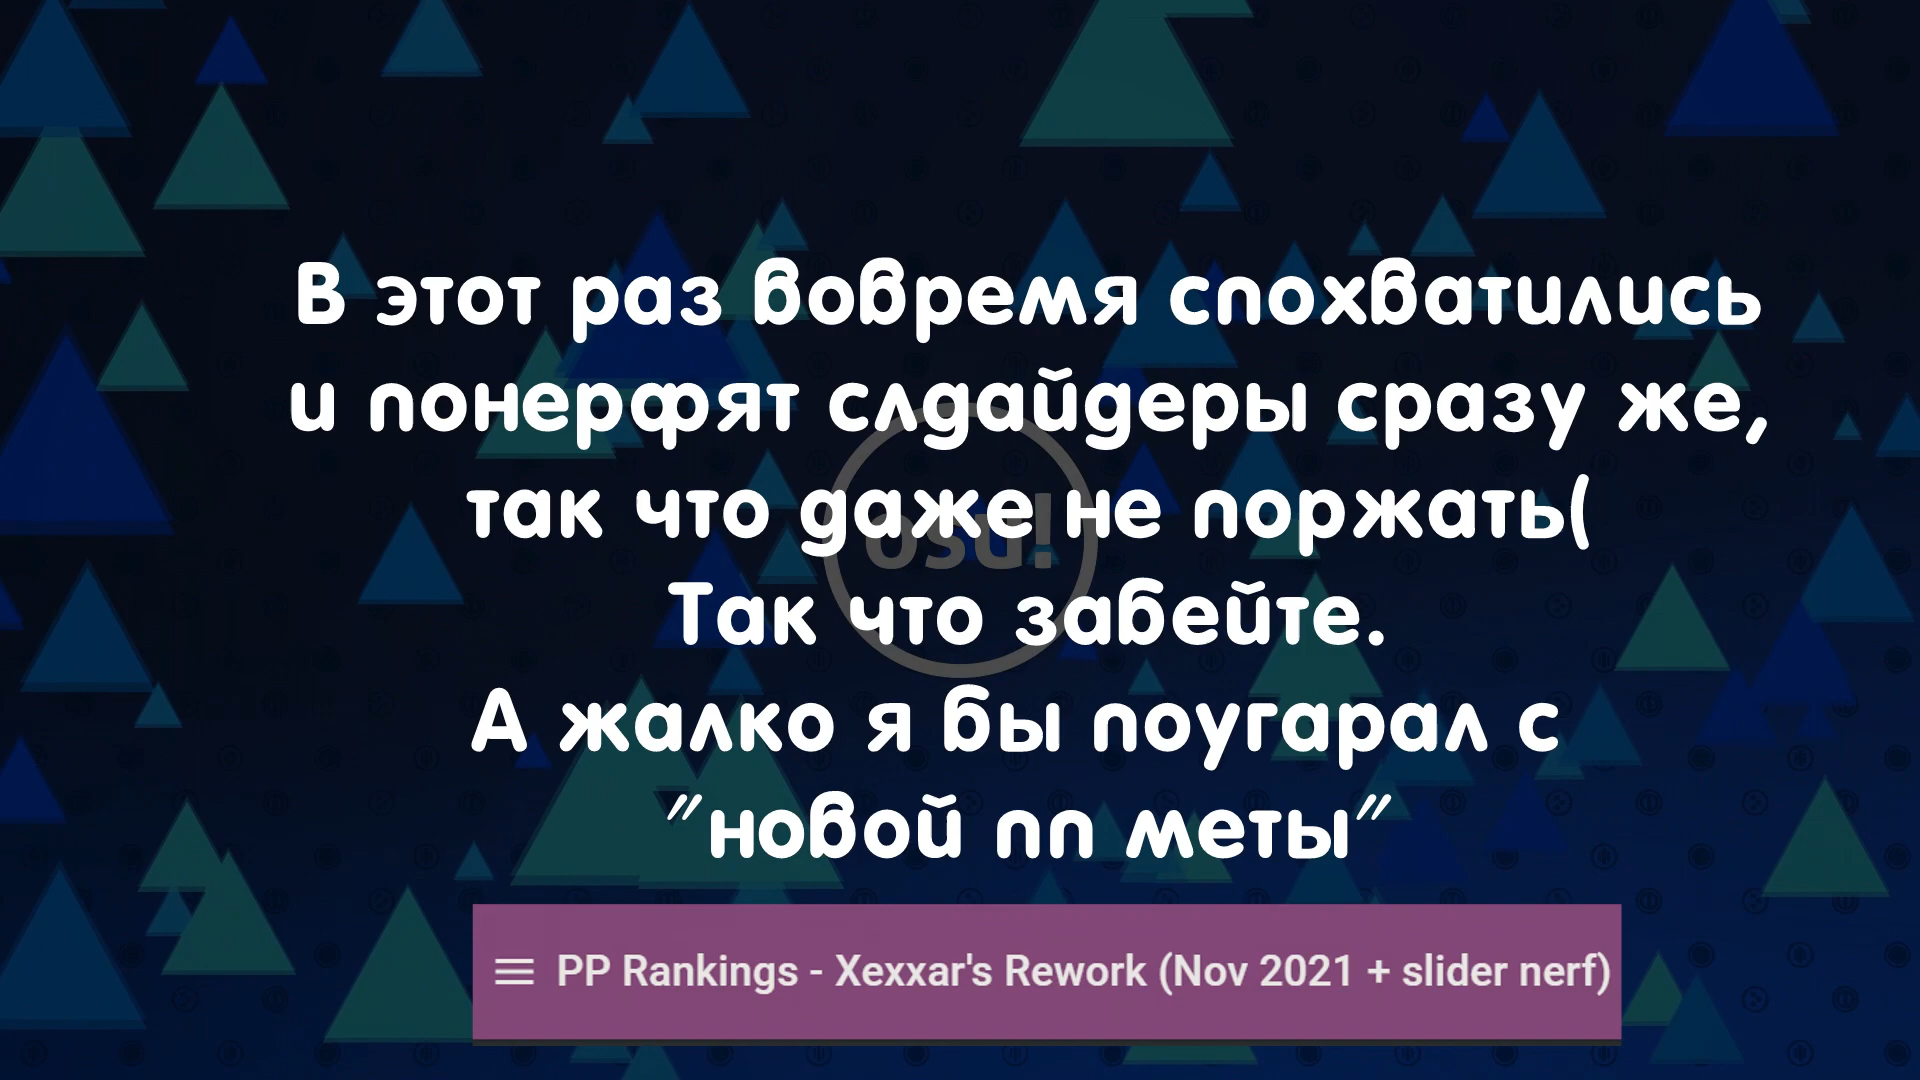 В этот раз вовремя спохватились
и понерфят слдайдеры сразу же,
так что даже не поржать(
osu!
Так что забейте.
А жалко я бы поугарал с
"новой пп меты"
PP Rankings - Xexxar's Rework (Nov 2021 + slider nerf)